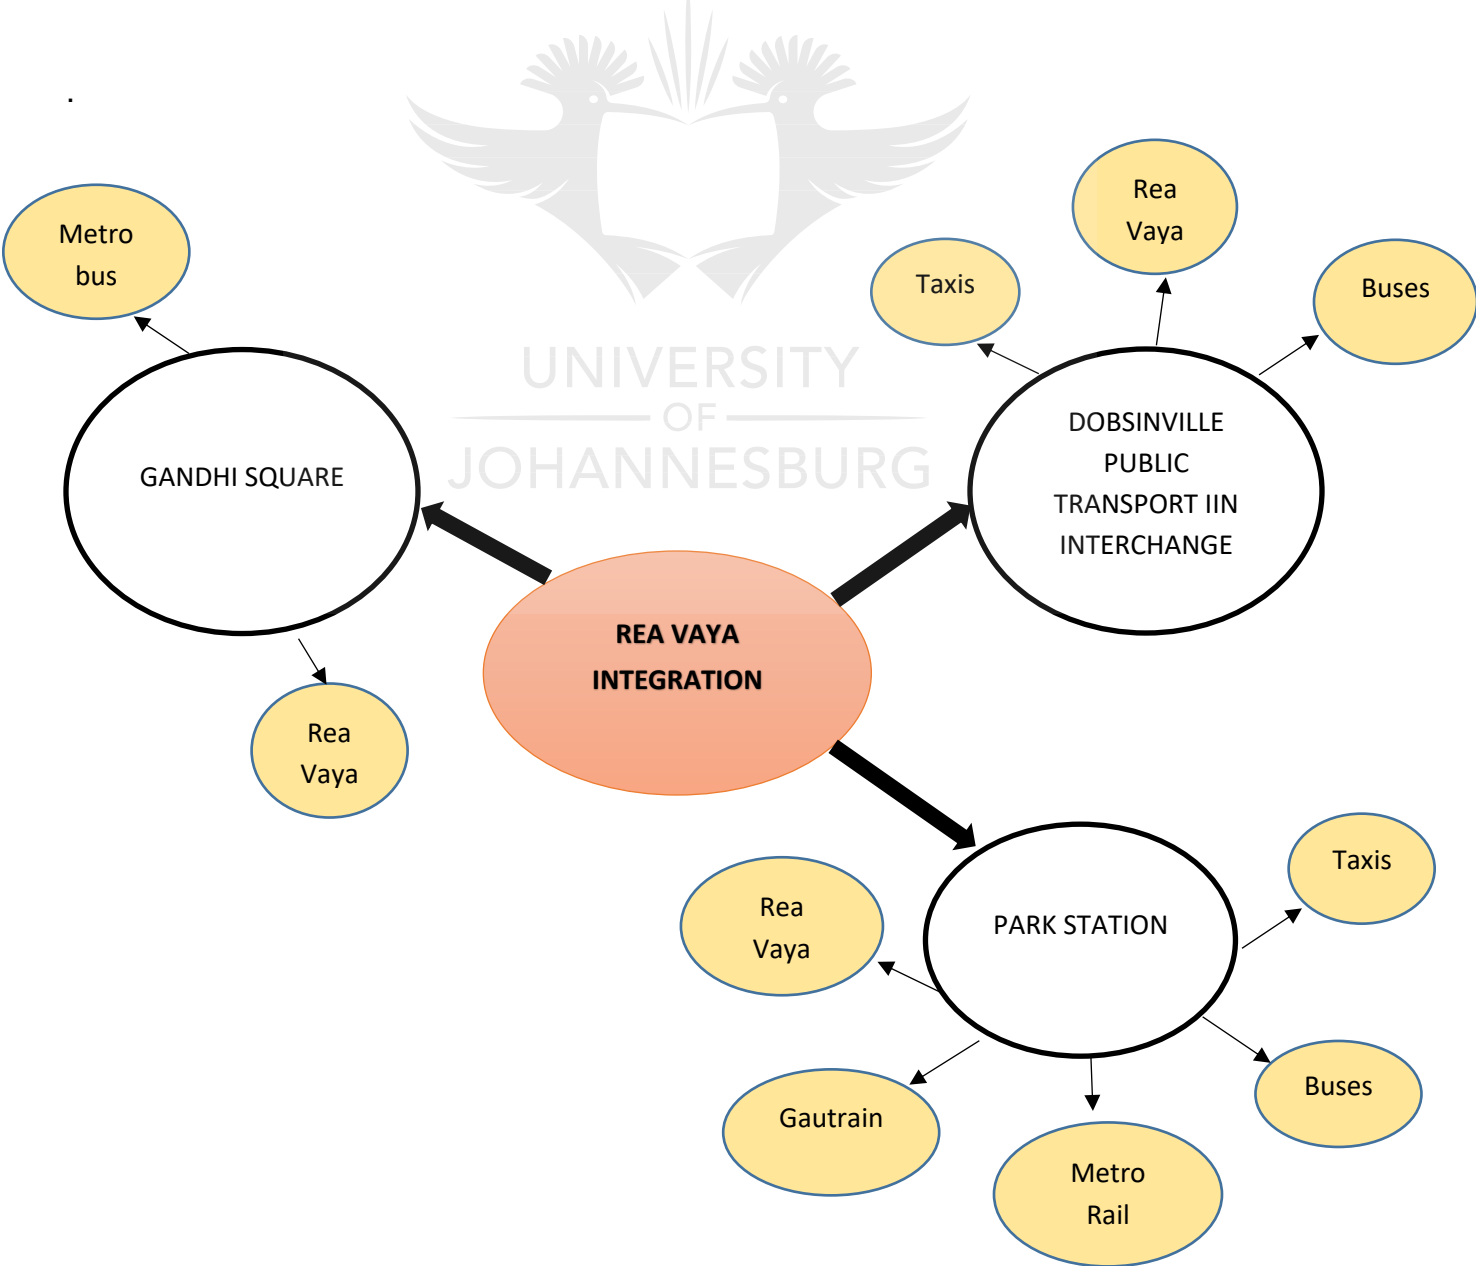 .
UNIVERSITY
OF
JOHANNESBURG
Metro
bus
GANDHI SQUARE
Rea
Vaya
REA VAYA
INTEGRATION
Taxis
Rea
Vaya
Buses
DOBSINVILLE
PUBLIC
TRANSPORT IIN
INTERCHANGE
PARK STATION
Rea
Vaya
Gautrain
Metro
Rail
Buses
Taxis